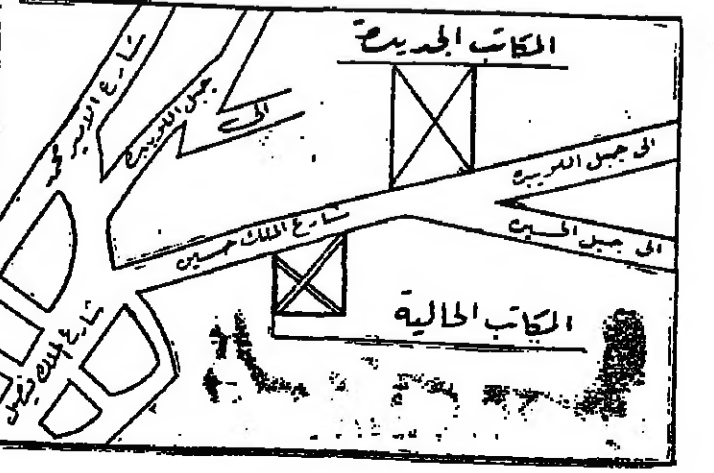 المكاتب الجديدة
شارع الامير محمد
جبل اللويبدة
الى
الى جبل اللويبدة
شارع الملك حسين
الى جبل الحسين
المكاتب الحالية
شارع الملك فيصل